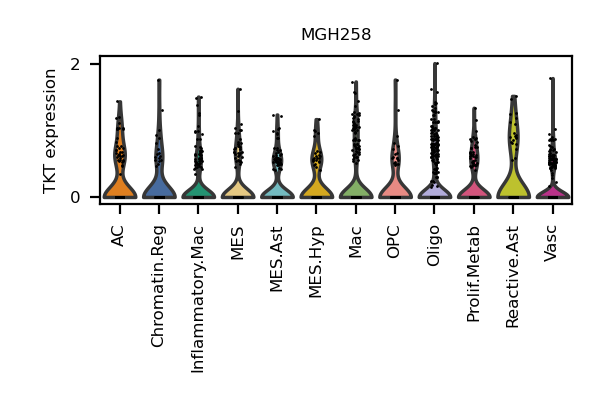 MGH258
TKT expression
2
0
AC
Chromatin.Reg
Inflammatory.Mac
MES
MES.Ast
MES.Hyp
Mac
OPC
Oligo
Prolif.Metab
Reactive.Ast
Vasc